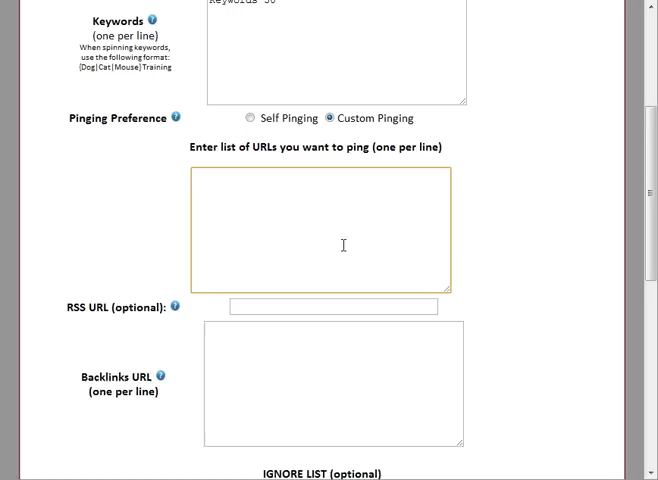 Keywords 50
Keywords
(one per line)
When spinning keywords,
use the following format:
{Dog|Cat|Mouse} Training
Pinging Preference
Self Pinging
Custom Pinging
Enter list of URLs you want to ping (one per line)
RSS URL (optional):
Backlinks URL
(one per line)
IGNORE LIST (optional)